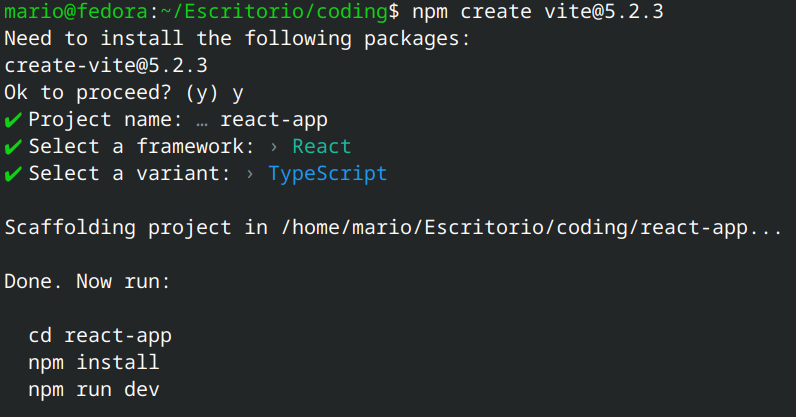 mario@fedora:~/Escritorio/coding$ npm create vite@5.2.3
Need to install the following packages:
create-vite@5.2.3
Ok to proceed? (y) y
✔ Project name: … react-app
✔ Select a framework: › React
✔ Select a variant: › TypeScript
Scaffolding project in /home/mario/Escritorio/coding/react-app...
Done. Now run:
cd react-app
npm install
npm run dev